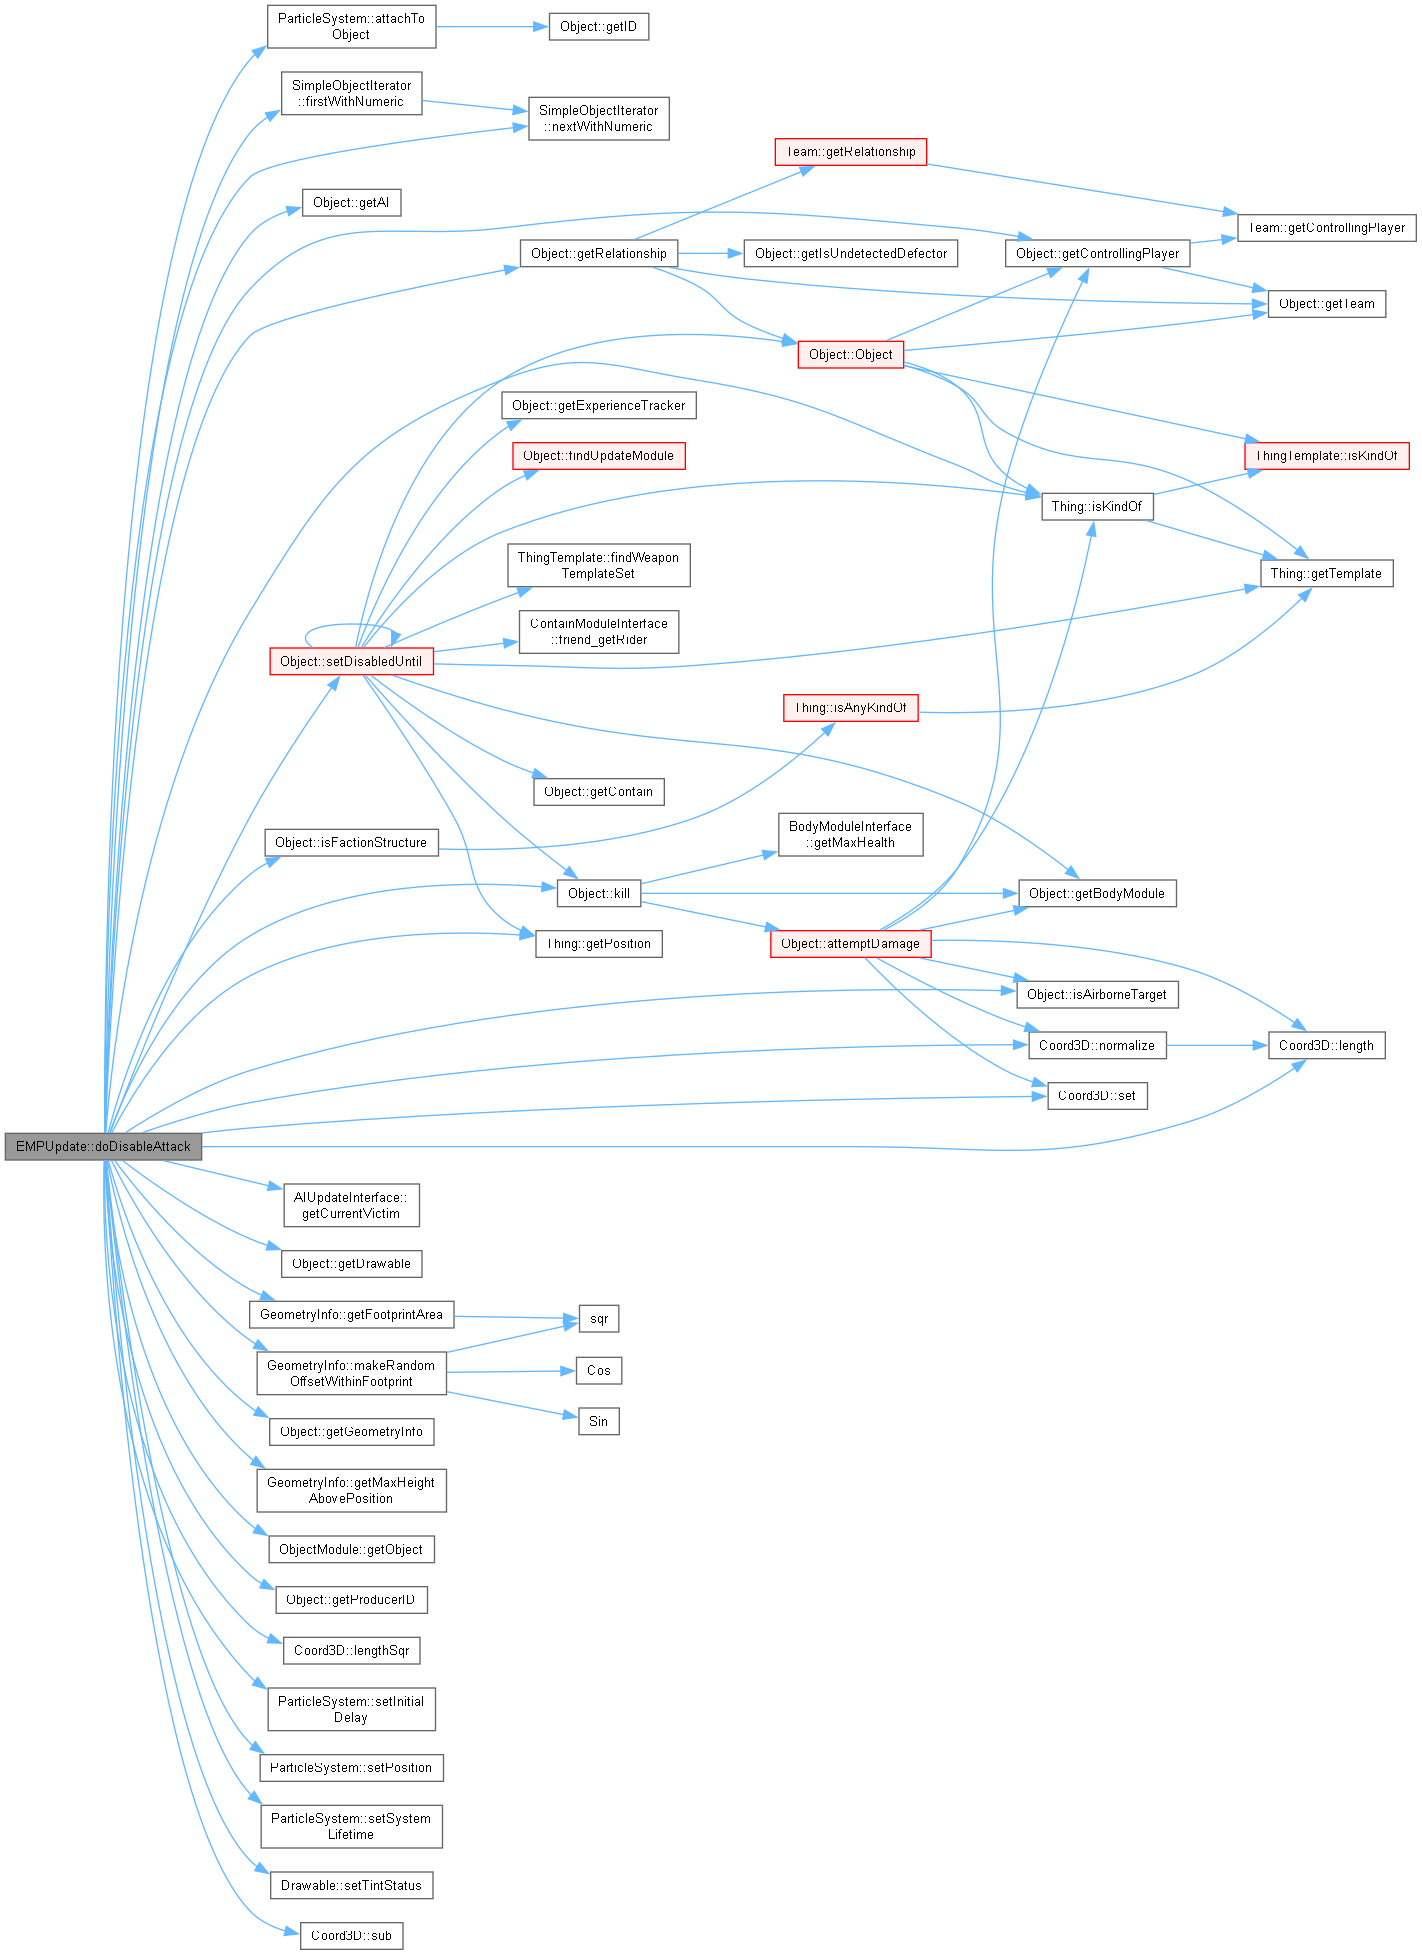 ParticleSystem::attachTo
Object
Object::getID
SimpleObjectIterator
::firstWithNumeric
SimpleObjectIterator
::nextWithNumeric
Team::getRelationship
Object::getAI
Team::getControllingPlayer
Object::getRelationship
Object::getIsUndetectedDefector
Object::getControllingPlayer
Object::getTeam
Object::Object
Object::getExperienceTracker
Object::findUpdateModule
ThingTemplate::isKindOf
Thing::isKindOf
ThingTemplate::findWeapon
TemplateSet
Thing::getTemplate
ContainModuleInterface
::friend_getRider
Object::setDisabledUntil
Thing::isAnyKindOf
Object::getContain
BodyModuleInterface
::getMaxHealth
Object::isFactionStructure
Object::kill
Object::getBodyModule
Thing::getPosition
Object::attemptDamage
Object::isAirborneTarget
Coord3D::normalize
Coord3D::length
Coord3D::set
EMPUpdate::doDisableAttack
AIUpdateInterface::
getCurrentVictim
Object::getDrawable
GeometryInfo::getFootprintArea
sqr
GeometryInfo::makeRandom
OffsetWithinFootprint
Cos
Sin
Object::getGeometryInfo
GeometryInfo::getMaxHeight
AbovePosition
ObjectModule::getObject
Object::getProducerID
Coord3D::lengthSqr
ParticleSystem::setInitial
Delay
ParticleSystem::setPosition
ParticleSystem::setSystem
Lifetime
Drawable::setTintStatus
Coord3D::sub